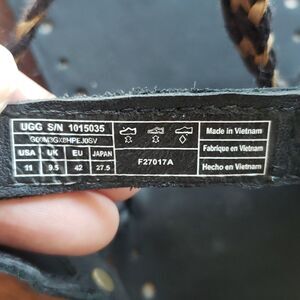 UGG S/N 1015035
USA UK EU JAPAN
11 9.5 42 27.5
F27017A
Made in Vietnam
Fabriqué en Vietnam
Hecho en Vietnam